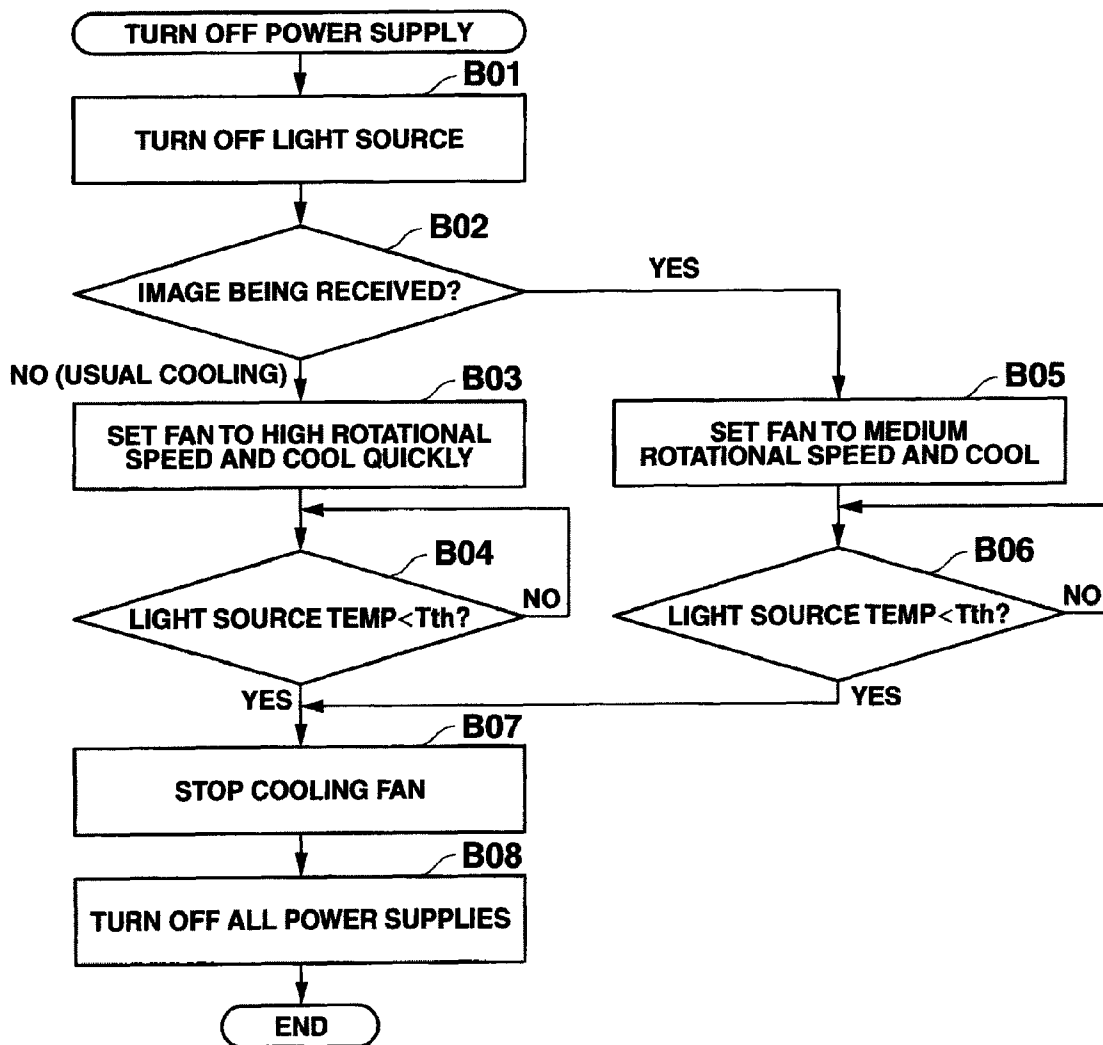 TURN OFF POWER SUPPLY
B01
TURN OFF LIGHT SOURCE
B02
IMAGE BEING RECEIVED?
YES
NO (USUAL COOLING)
B03
SET FAN TO HIGH ROTATIONAL
SPEED AND COOL QUICKLY
B05
SET FAN TO MEDIUM
ROTATIONAL SPEED AND COOL
B04
LIGHT SOURCE TEMP<Tth?
NO
B06
LIGHT SOURCE TEMP<Tth?
NO
YES
YES
B07
STOP COOLING FAN
B08
TURN OFF ALL POWER SUPPLIES
END